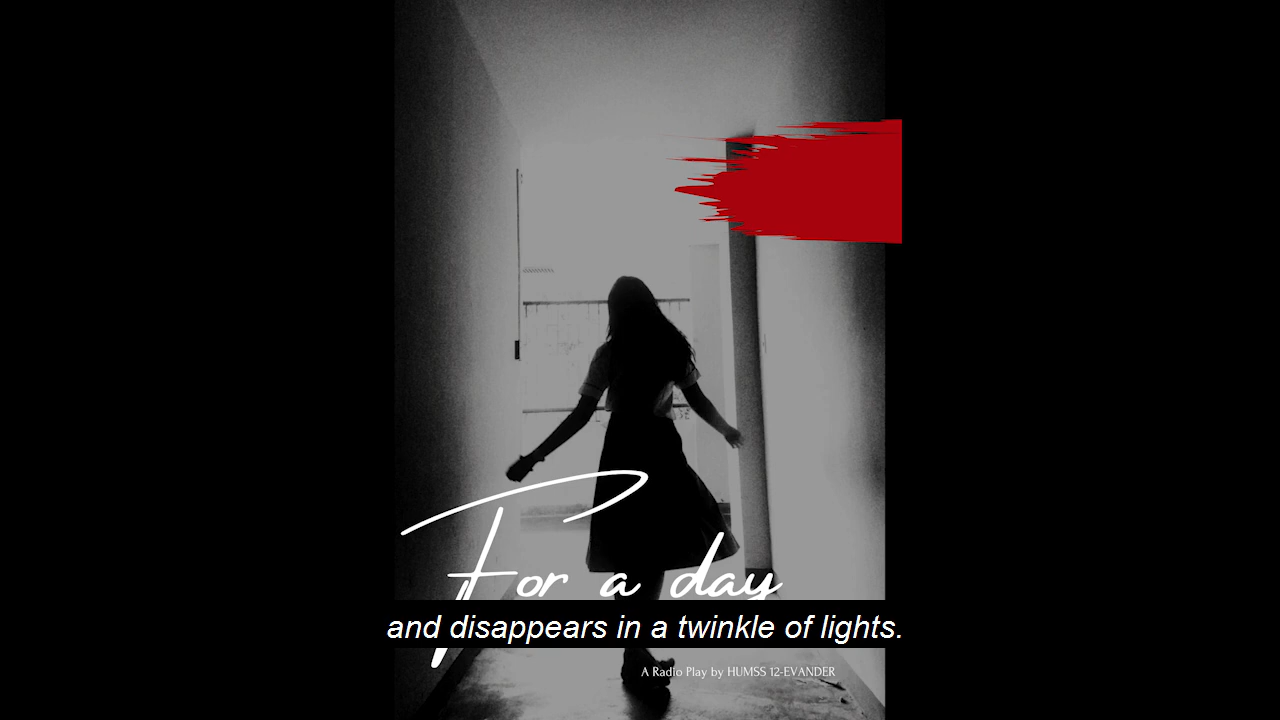 For a day
and disappears in a twinkle of lights.
A Radio Play by HUMSS 12-EVANDER